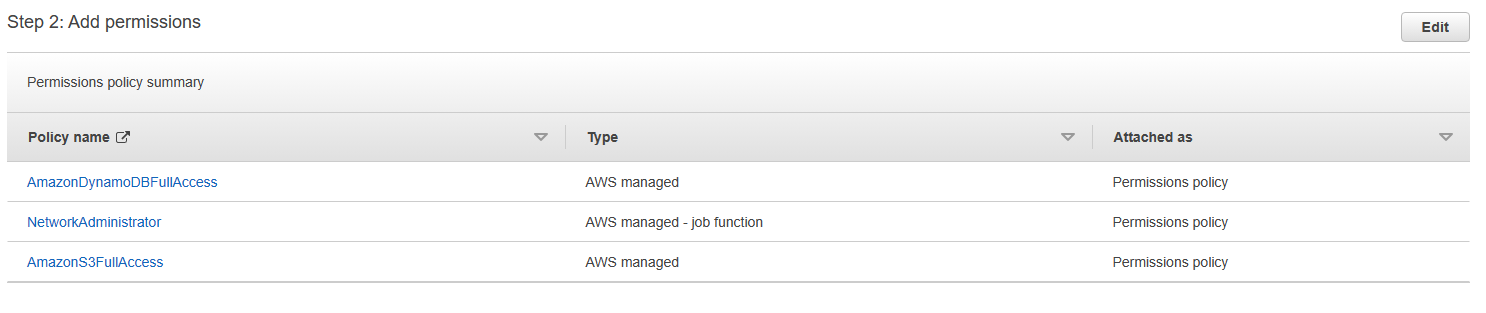 Step 2: Add permissions
Edit
Permissions policy summary
Policy name Type Attached as
AmazonDynamoDBFullAccess AWS managed Permissions policy
NetworkAdministrator AWS managed - job function Permissions policy
AmazonS3FullAccess AWS managed Permissions policy